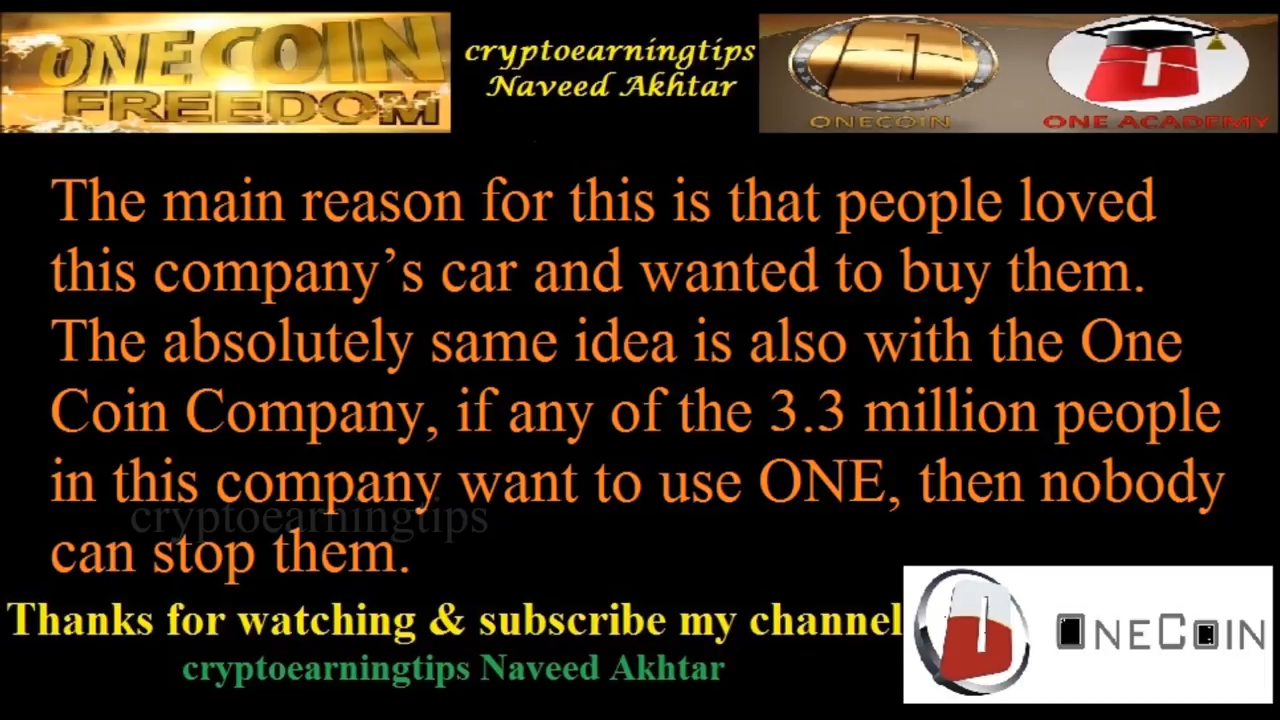 ONE COIN
FREEDOM
cryptoearningtips
Naveed Akhtar
ONECOIN
ONE ACADEMY
The main reason for this is that people loved
this company’s car and wanted to buy them.
The absolutely same idea is also with the One
Coin Company, if any of the 3.3 million people
in this company want to use ONE, then nobody
cryptoearningtips
can stop them.
Thanks for watching & subscribe my channel
cryptoearningtips Naveed Akhtar
ONECOIN